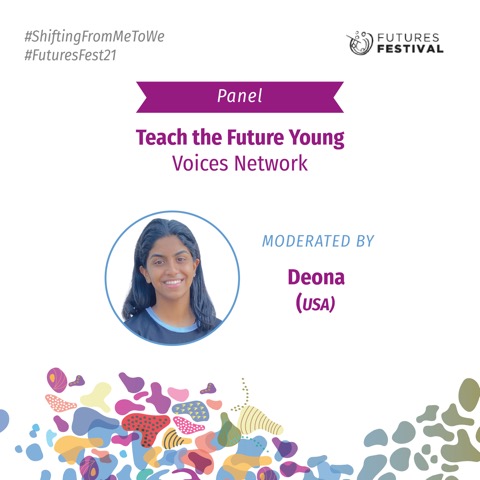 #ShiftingFromMeToWe
#FuturesFest21
FUTURES
FESTIVAL
Panel
Teach the Future Young
Voices Network
MODERATED BY
Deona
(USA)